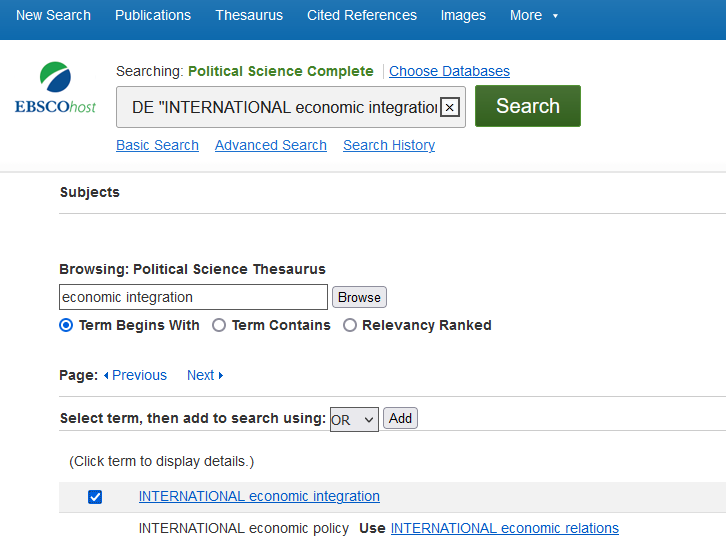 New Search Publications Thesaurus Cited References Images More
Searching: Political Science Complete Choose Databases
EBSCOhost
DE "INTERNATIONAL economic integration
Search
Basic Search Advanced Search Search History
Subjects
Browsing: Political Science Thesaurus
economic integration Browse
Term Begins With Term Contains Relevancy Ranked
Page: Previous Next
Select term, then add to search using: OR Add
(Click term to display details.)
INTERNATIONAL economic integration
INTERNATIONAL economic policy Use INTERNATIONAL economic relations